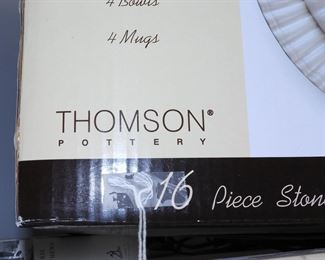 4 Bowls
4 Mugs
THOMSON®
POTTERY
16 Piece Ston